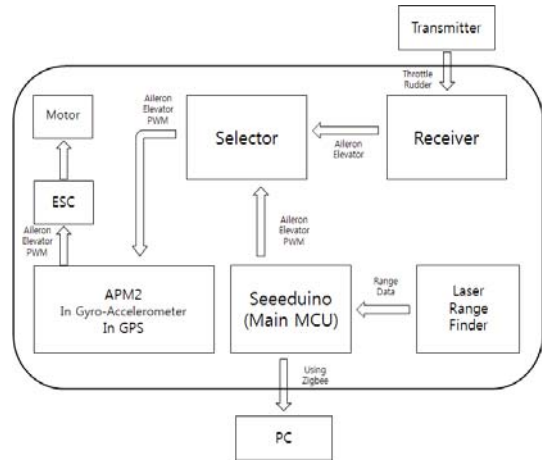 Transmitter
Throttle
Rudder
Motor
Aileron
Elevator
PWM
Selector
Aileron
Elevator
Receiver
ESC
Aileron
Elevator
PWM
Aileron
Elevator
PWM
APM2
In Gyro-Accelerometer
In GPS
Seeeduino
(Main MCU)
Range
Data
Laser
Range
Finder
Using
Zigbee
PC